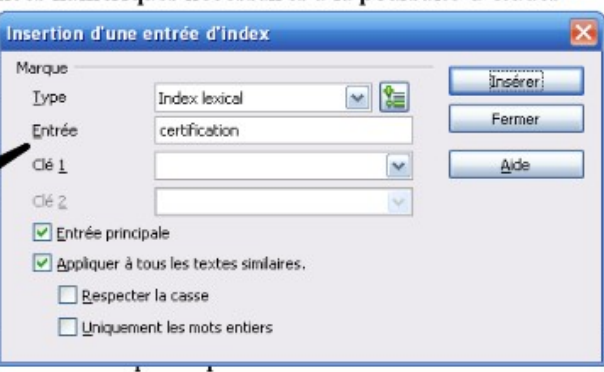 Insertion d'une entrée d'index
Marque
Type
Index lexical
Insérer
Entrée
certification
Fermer
Clé 1
Aide
Clé 2
Entrée principale
Appliquer à tous les textes similaires.
Respecter la casse
Uniquement les mots entiers